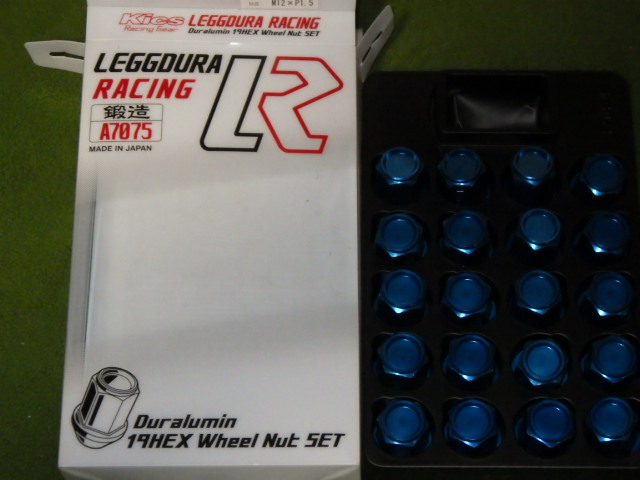 M12×P1.5
Kics LEGGDURA RACING
Racing Gear Duralumin 19HEX Wheel Nut SET
LEGGDURA
RACING
LR
鍛造
A7075
MADE IN JAPAN
Duralumin
19HEX Wheel Nut SET